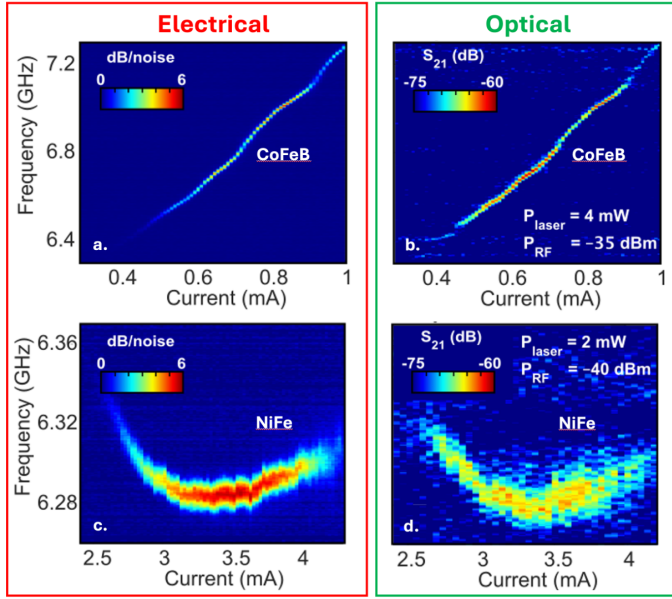 Electrical
Optical
Frequency (GHz)
7.2
6.8
6.4
dB/noise
0 6
CoFeB
a.
0.4 0.6 0.8 1
Current (mA)
S21 (dB)
-75 -60
CoFeB
Plaser = 4 mW
PRF = −35 dBm
b.
0.4 0.6 0.8 1
Current (mA)
Frequency (GHz)
6.36
6.32
6.28
dB/noise
0 6
NiFe
c.
2.5 3 3.5 4
Current (mA)
S21 (dB)
-75 -60
Plaser = 2 mW
PRF = −40 dBm
NiFe
d.
2.5 3 3.5 4
Current (mA)